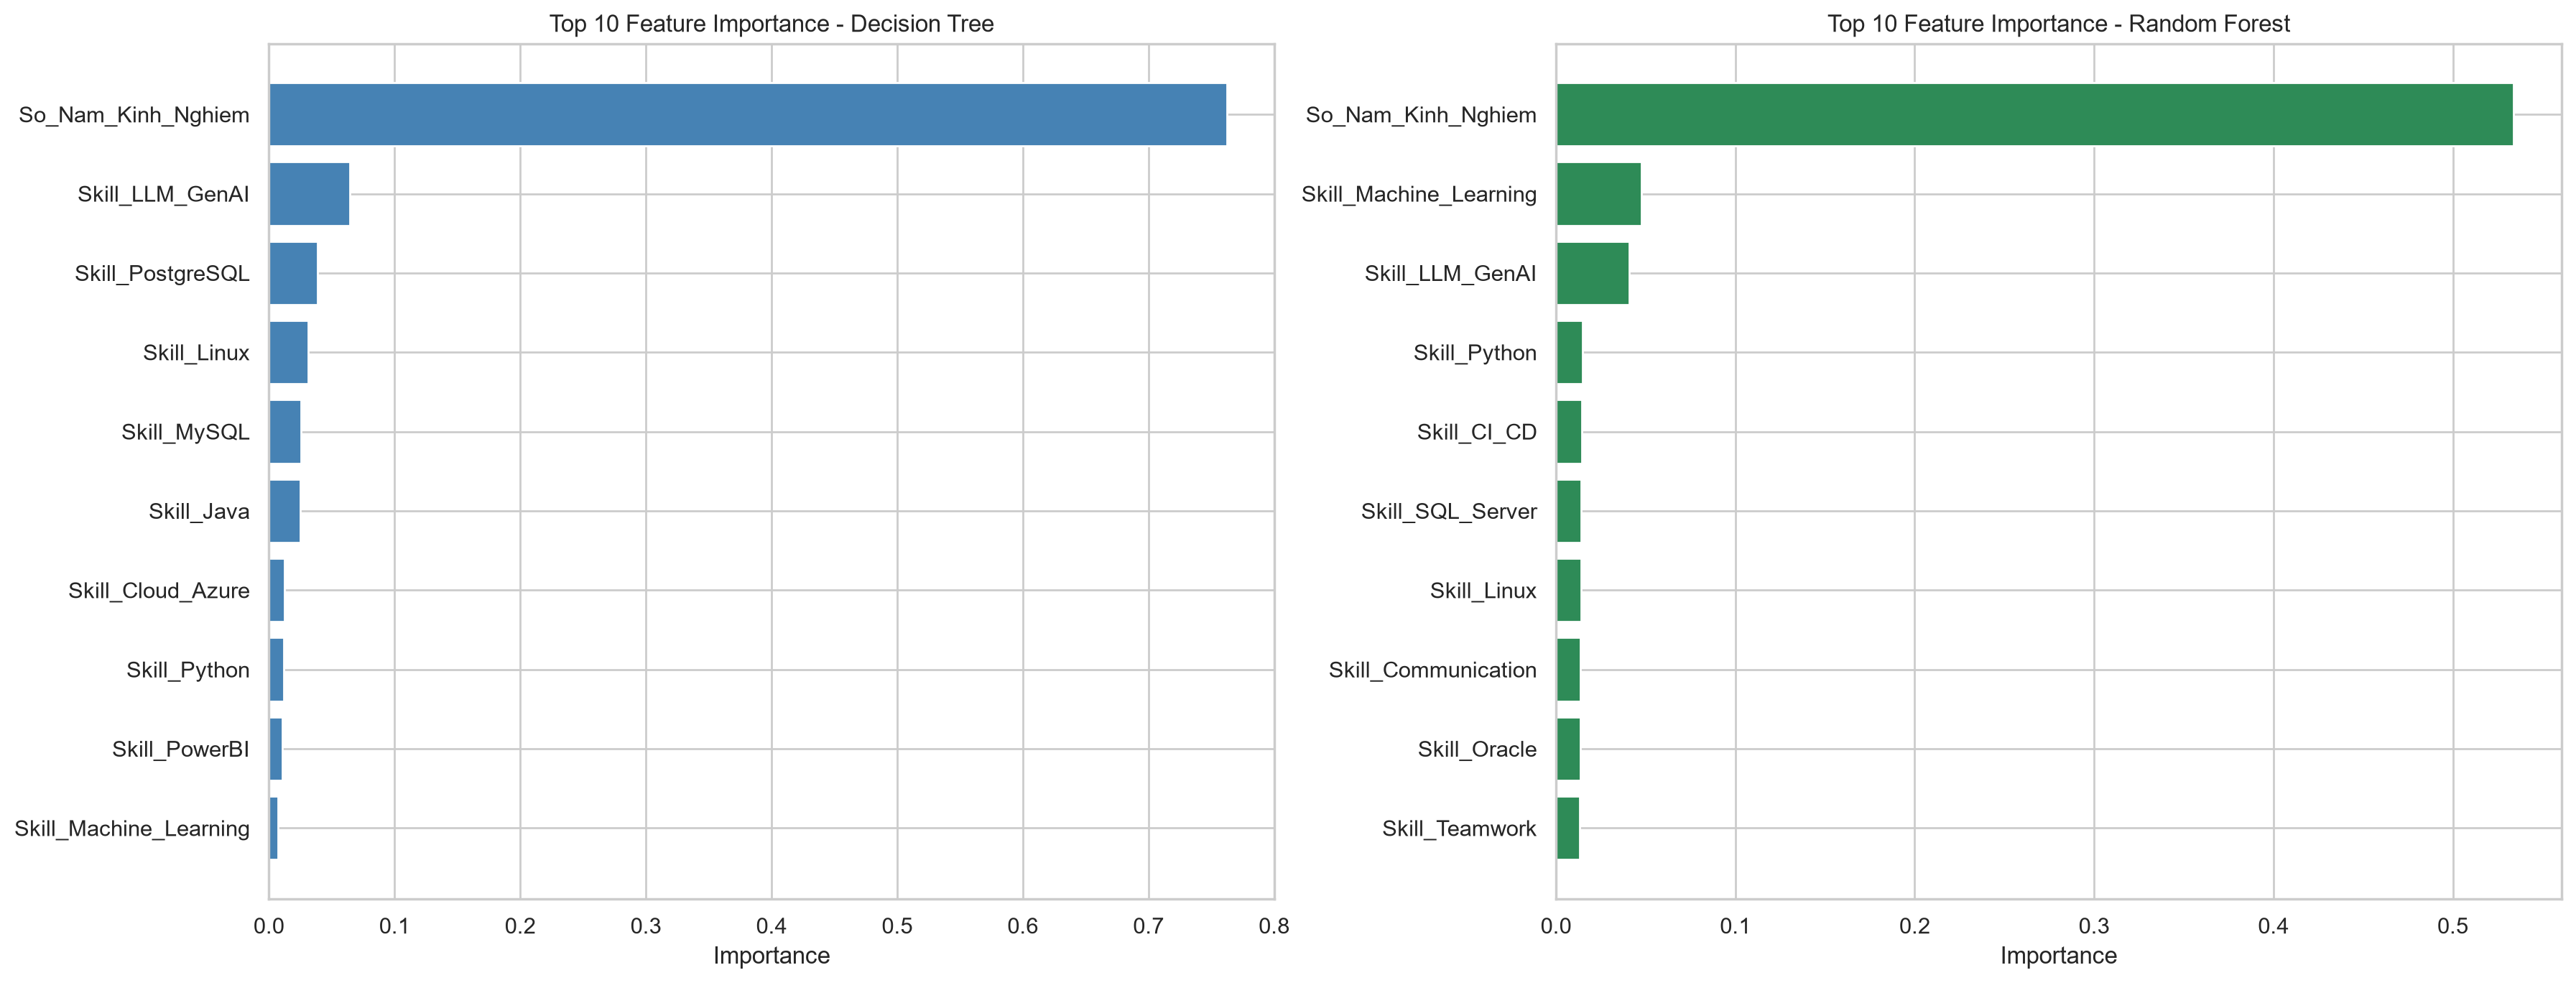 Top 10 Feature Importance - Decision Tree
So_Nam_Kinh_Nghiem
Skill_LLM_GenAI
Skill_PostgreSQL
Skill_Linux
Skill_MySQL
Skill_Java
Skill_Cloud_Azure
Skill_Python
Skill_PowerBI
Skill_Machine_Learning
0.0 0.1 0.2 0.3 0.4 0.5 0.6 0.7 0.8
Importance
Top 10 Feature Importance - Random Forest
So_Nam_Kinh_Nghiem
Skill_Machine_Learning
Skill_LLM_GenAI
Skill_Python
Skill_CI_CD
Skill_SQL_Server
Skill_Linux
Skill_Communication
Skill_Oracle
Skill_Teamwork
0.0 0.1 0.2 0.3 0.4 0.5
Importance